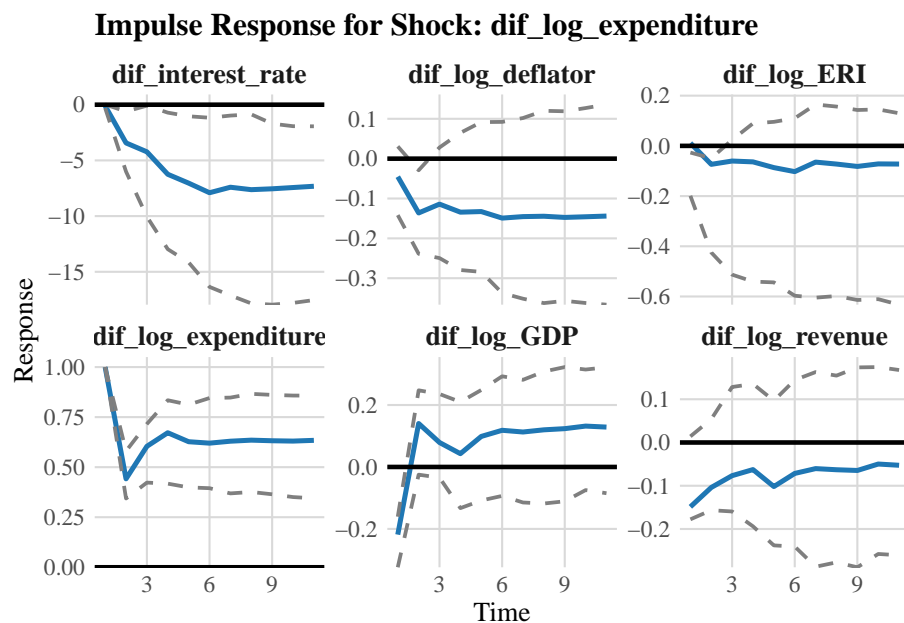 Impulse Response for Shock: dif_log_expenditure
dif_interest_rate
dif_log_deflator
dif_log_ERI
0
−5
−10
−15
0.1
0.0
−0.1
−0.2
−0.3
0.2
0.0
−0.2
−0.4
−0.6
Response
dif_log_expenditure
dif_log_GDP
dif_log_revenue
1.00
0.75
0.50
0.25
0.00
0.2
0.0
−0.2
0.1
0.0
−0.1
−0.2
3 6 9
3 6 9
3 6 9
Time